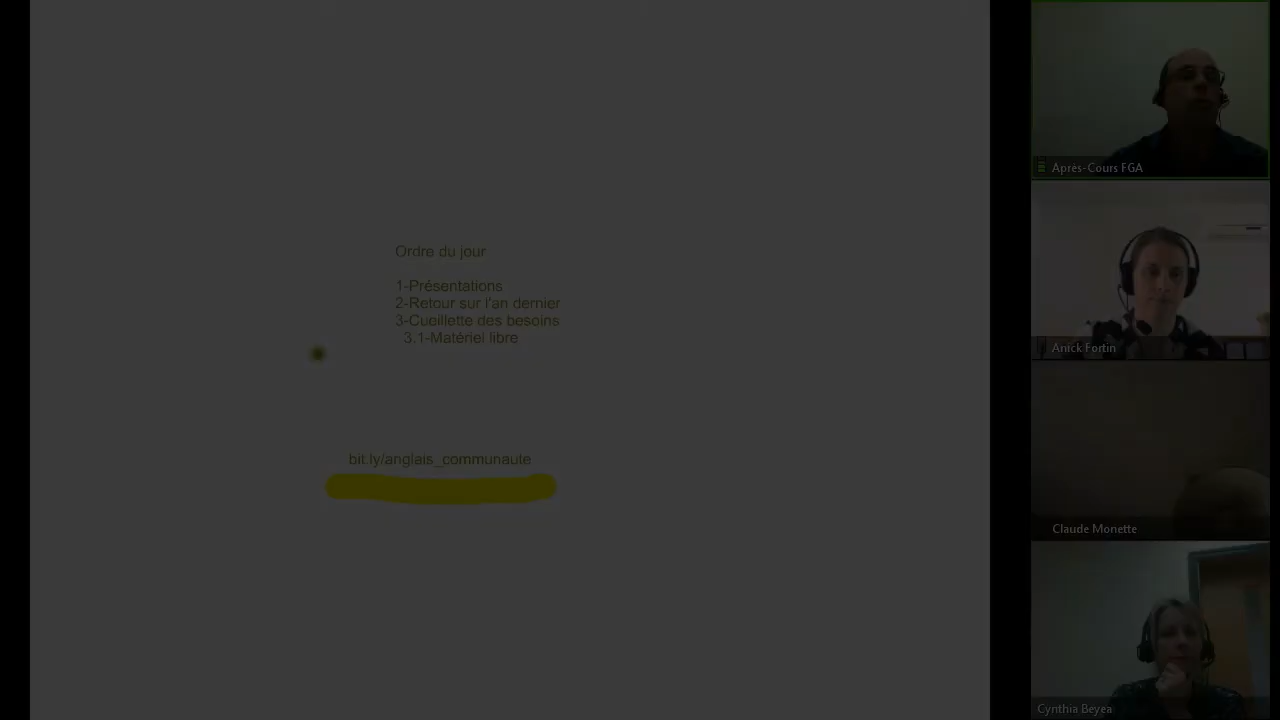 Ordre du jour
1-Présentations
2-Retour sur l'an dernier
3-Cueillette des besoins
3.1-Matériel libre
bit.ly/anglais_communaute
Après-Cours FGA
Anick Fortin
Claude Monette
Cynthia Beyea